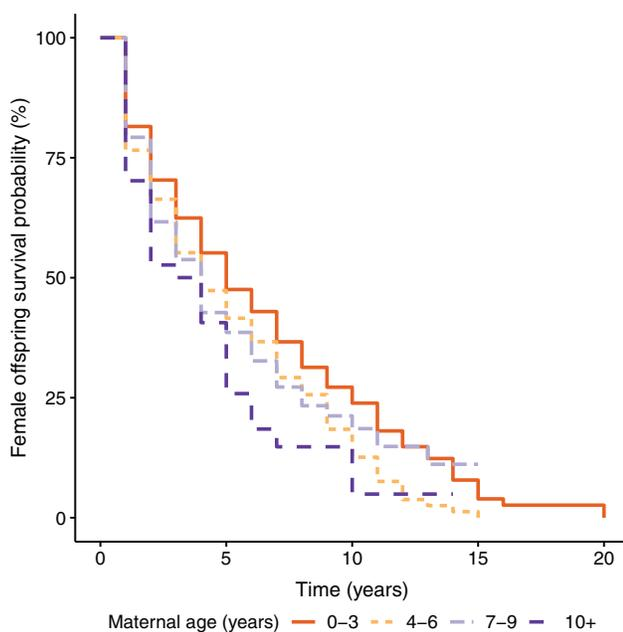 Female offspring survival probability (%)
100
75
50
25
0
0 5 10 15 20
Time (years)
Maternal age (years) 0–3 4–6 7–9 10+